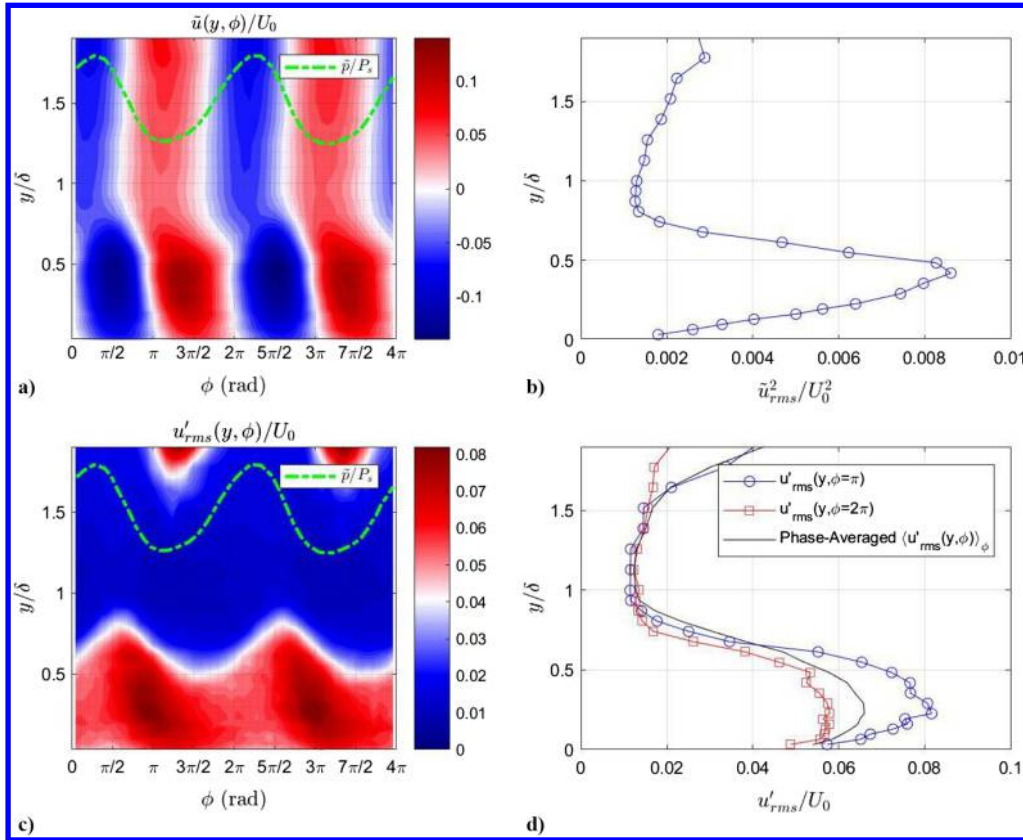 ũ(y, ϕ)/U₀
p̃/Pₛ
y/δ
1.5
1
0.5
0 π/2 π 3π/2 2π 5π/2 3π 7π/2 4π
ϕ (rad)
0.1
0.05
0
-0.05
-0.1
a)
y/δ
1.5
1
0.5
0
0.002 0.004 0.006 0.008 0.01
ũ²ᵣₘₛ/U₀²
b)
u′ᵣₘₛ(y, ϕ)/U₀
p̃/Pₛ
y/δ
1.5
1
0.5
0 π/2 π 3π/2 2π 5π/2 3π 7π/2 4π
ϕ (rad)
0.08
0.07
0.06
0.05
0.04
0.03
0.02
0.01
0
c)
u'ᵣₘₛ(y,ϕ=π)
u'ᵣₘₛ(y,ϕ=2π)
Phase-Averaged ⟨u'ᵣₘₛ(y,ϕ)⟩ϕ
y/δ
1.5
1
0.5
0
0 0.02 0.04 0.06 0.08 0.1
u′ᵣₘₛ/U₀
d)